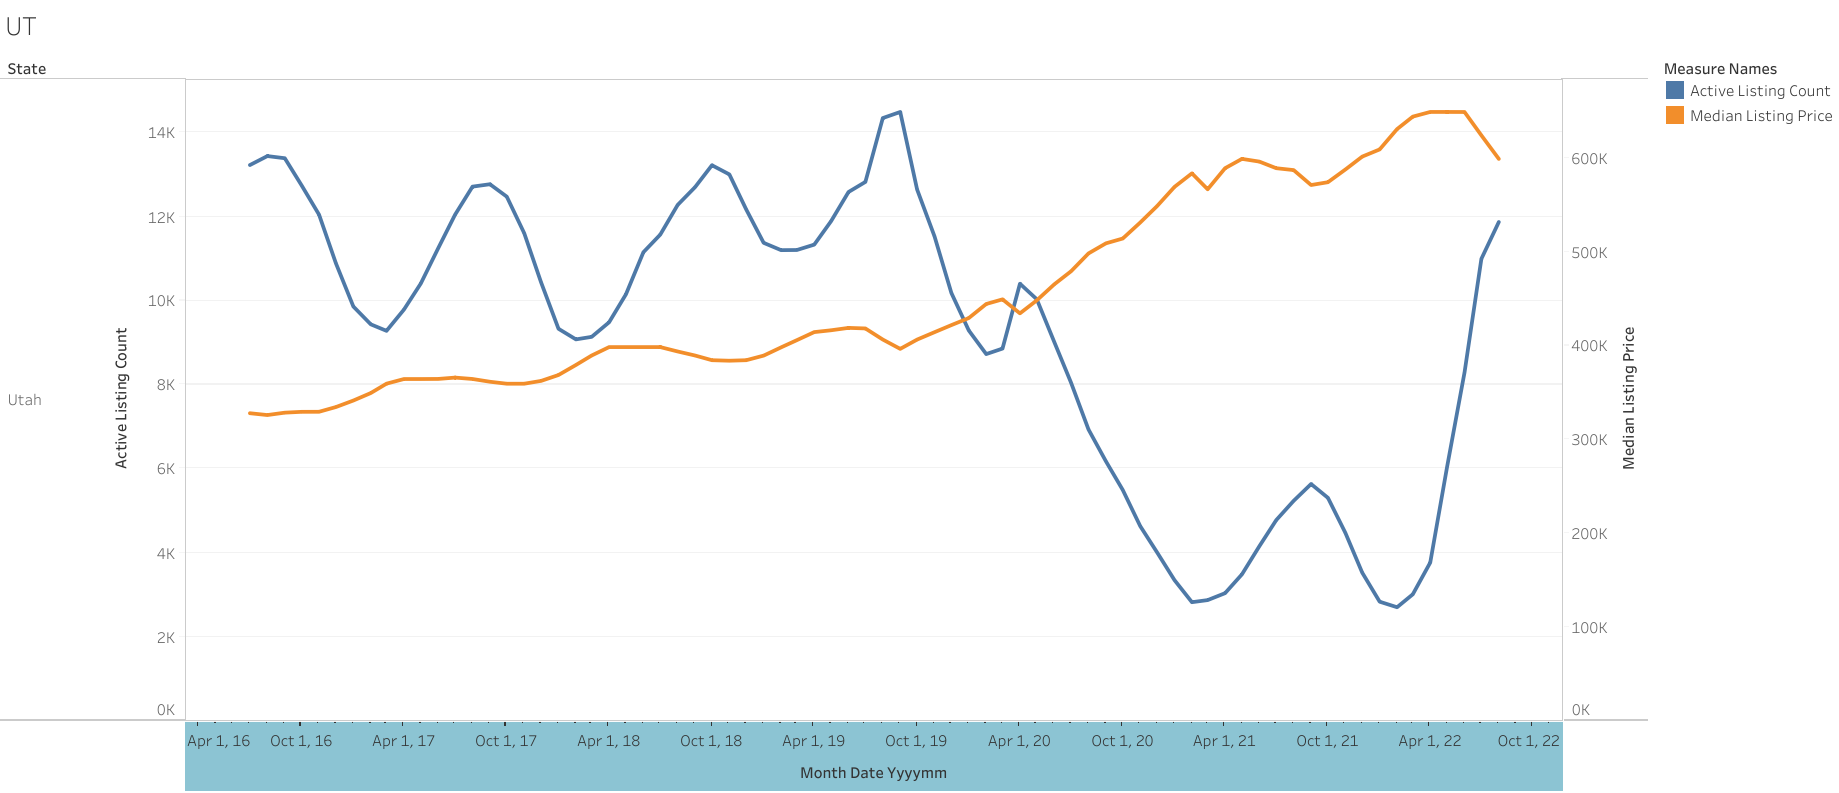 UT
State
Measure Names
Active Listing Count
Median Listing Price
14K
12K
10K
8K
6K
4K
2K
0K
Active Listing Count
Utah
600K
500K
400K
300K
200K
100K
0K
Median Listing Price
Apr 1, 16 Oct 1, 16 Apr 1, 17 Oct 1, 17 Apr 1, 18 Oct 1, 18 Apr 1, 19 Oct 1, 19 Apr 1, 20 Oct 1, 20 Apr 1, 21 Oct 1, 21 Apr 1, 22 Oct 1, 22
Month Date Yyyymm